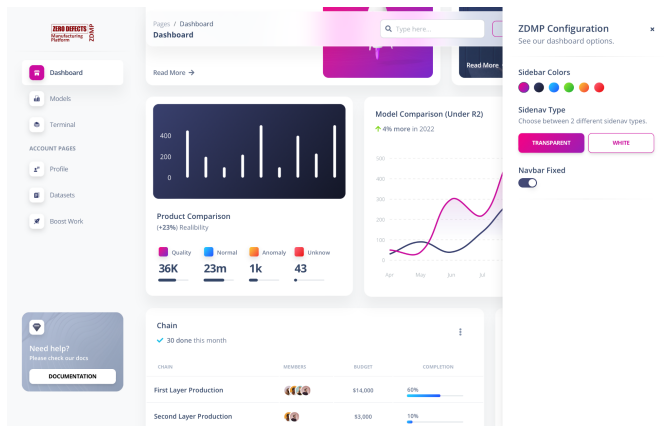 ZERO DEFECTS
Manufacturing
Platform
ZDMP
Dashboard
Models
Terminal
ACCOUNT PAGES
Profile
Datasets
Boost Work
Need help?
Please check our docs
DOCUMENTATION
Pages / Dashboard
Dashboard
Type here...
Read More →
Read More
400
200
0
Product Comparison
(+23%) Realibility
Quality
Normal
Anomaly
Unknow
36K
23m
1k
43
Model Comparison (Under R2)
4% more in 2022
500
400
300
200
100
0
Apr
May
Jun
Jul
Chain
30 done this month
CHAIN
MEMBERS
BUDGET
COMPLETION
First Layer Production
$14,000
60%
Second Layer Production
$3,000
10%
ZDMP Configuration
×
See our dashboard options.
Sidebar Colors
Sidenav Type
Choose between 2 different sidenav types.
TRANSPARENT
WHITE
Navbar Fixed